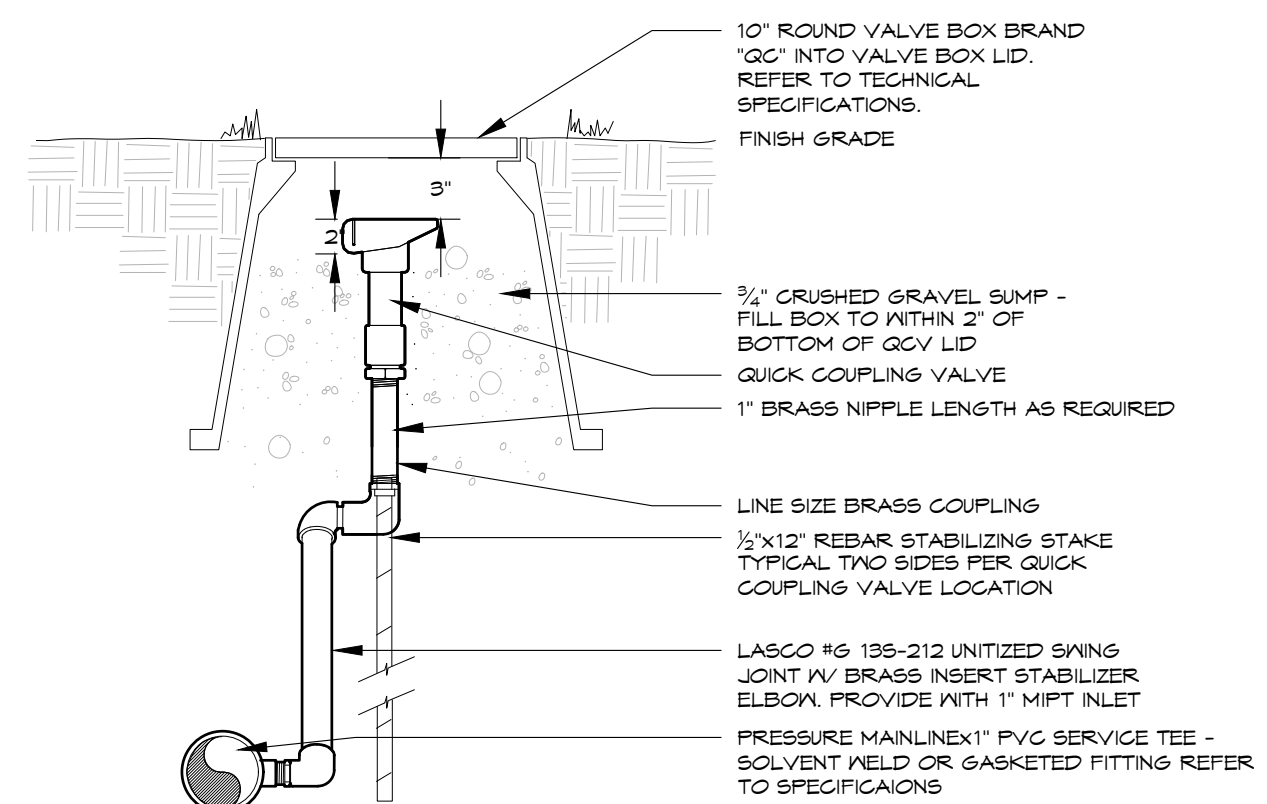 10" ROUND VALVE BOX BRAND
"QC" INTO VALVE BOX LID.
REFER TO TECHNICAL
SPECIFICATIONS.
FINISH GRADE
3"
2"
¾" CRUSHED GRAVEL SUMP -
FILL BOX TO WITHIN 2" OF
BOTTOM OF QCV LID
QUICK COUPLING VALVE
1" BRASS NIPPLE LENGTH AS REQUIRED
LINE SIZE BRASS COUPLING
½"x12" REBAR STABILIZING STAKE
TYPICAL TWO SIDES PER QUICK
COUPLING VALVE LOCATION
LASCO #G 13S-212 UNITIZED SWING
JOINT W/ BRASS INSERT STABILIZER
ELBOW. PROVIDE WITH 1" MIPT INLET
PRESSURE MAINLINEx1" PVC SERVICE TEE -
SOLVENT WELD OR GASKETED FITTING REFER
TO SPECIFICAIONS